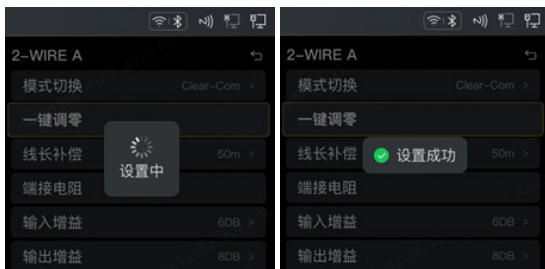 2-WIRE A
模式切换 Clear-Com >
一键调零
线长补偿 50m >
设置中
端接电阻
输入增益 6DB >
输出增益 8DB >
2-WIRE A
模式切换 Clear-Com >
一键调零
线长补偿 50m >
设置成功
端接电阻
输入增益 6DB >
输出增益 8DB >